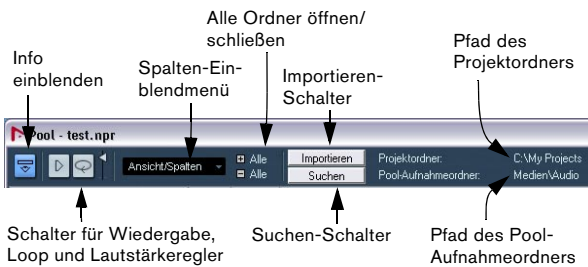 Alle Ordner öffnen/
schließen
Pfad des
Projektordners
Info
einblenden
Spalten-Ein-
blendmenü
Importieren-
Schalter
Pool - test.npr
Ansicht/Spalten
Alle
Alle
Importieren
Suchen
Projektordner:
C:\My Projects
Pool-Aufnahmeordner:
Medien\Audio
Schalter für Wiedergabe,
Loop und Lautstärkeregler
Suchen-Schalter
Pfad des Pool-
Aufnahmeordners